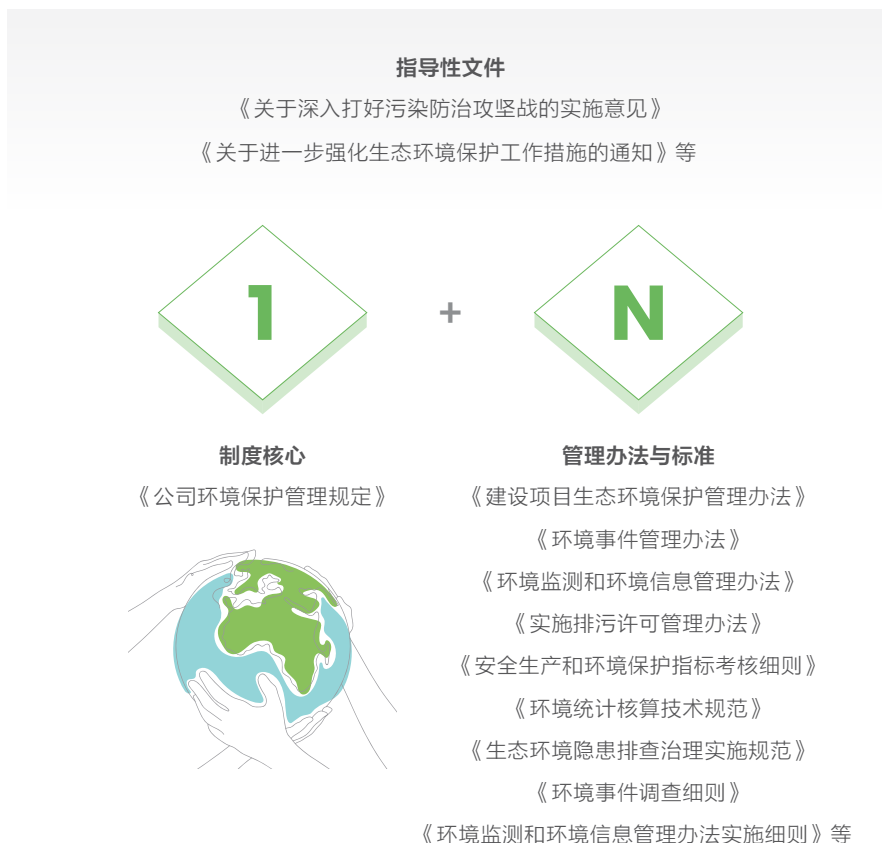 指导性文件
《关于深入打好污染防治攻坚战的实施意见》
《关于进一步强化生态环境保护工作措施的通知》等
1
+
N
制度核心
《公司环境保护管理规定》
管理办法与标准
《建设项目生态环境保护管理办法》
《环境事件管理办法》
《环境监测和环境信息管理办法》
《实施排污许可管理办法》
《安全生产和环境保护指标考核细则》
《环境统计核算技术规范》
《生态环境隐患排查治理实施规范》
《环境事件调查细则》
《环境监测和环境信息管理办法实施细则》等